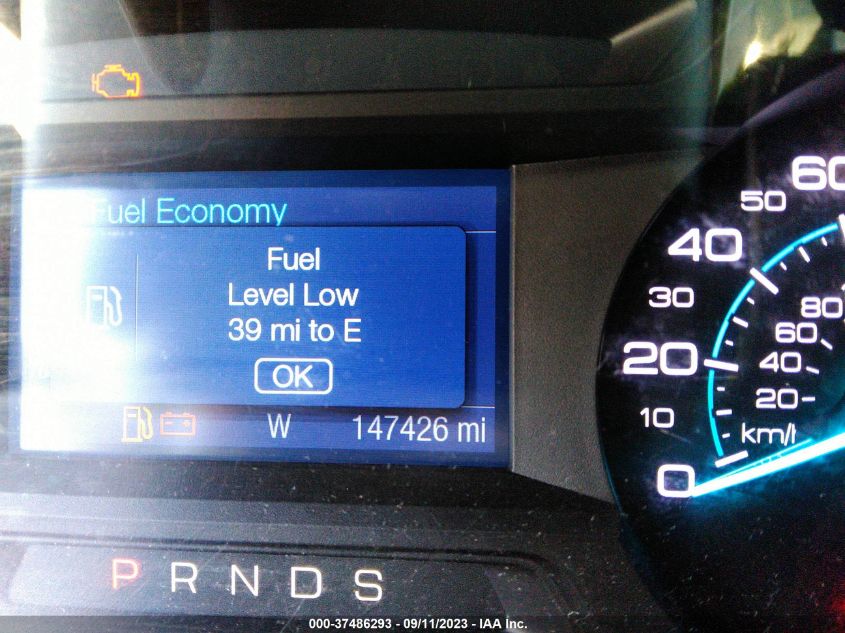 Fuel Economy
Fuel
Level Low
39 mi to E
OK
W 147426 mi
60
50
40
30
20
10
0
80
60
40
20
km/h
P R N D S
000-37486293 - 09/11/2023 - IAA Inc.